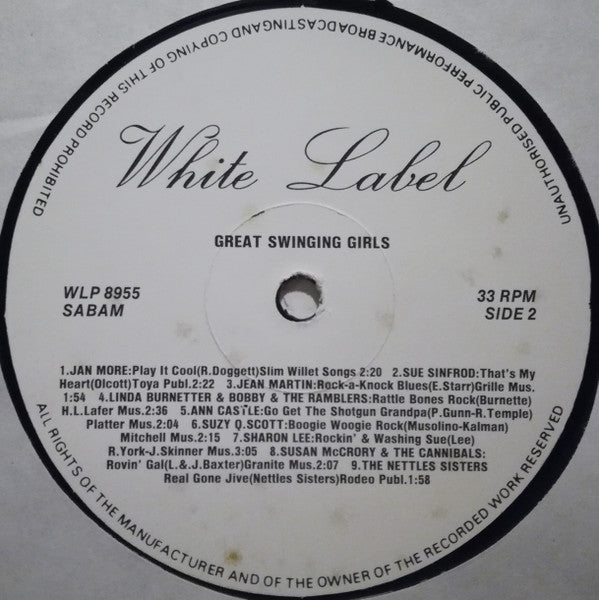 UNAUTHORISED PUBLIC PERFORMANCE BROADCASTINGAND COPYING OF THIS RECORD PROHIBITED
White Label
GREAT SWINGING GIRLS
WLP 8955
SABAM
33 RPM
SIDE 2
1.JAN MORE:Play It Cool(R.Doggett)Slim Willet Songs 2:20 2.SUE SINFROD:That's My
Heart(Olcott)Toya Publ.2:22 3.JEAN MARTIN:Rock-a-Knock Blues(E.Starr)Grille Mus.
1:54 4.LINDA BURNETTER & BOBBY & THE RAMBLERS:Rattle Bones Rock(Burnette)
H.L.Lafer Mus.2:36 5.ANN CASTLE:Go Get The Shotgun Grandpa(P.Gunn-R.Temple)
Platter Mus.2:04 6.SUZY Q.SCOTT:Boogie Woogie Rock(Musolino-Kalman)
Mitchell Mus.2:15 7.SHARON LEE:Rockin' & Washing Sue(Lee)
R.York-J.Skinner Mus.3:05 8.SUSAN McCRORY & THE CANNIBALS:
Rovin' Gal(L.&.J.Baxter)Granite Mus.2:07 9.THE NETTLES SISTERS
Real Gone Jive(Nettles Sisters)Rodeo Publ.1:58
ALL RIGHTS OF THE MANUFACTURER AND OF THE OWNER OF THE RECORDED WORK RESERVED